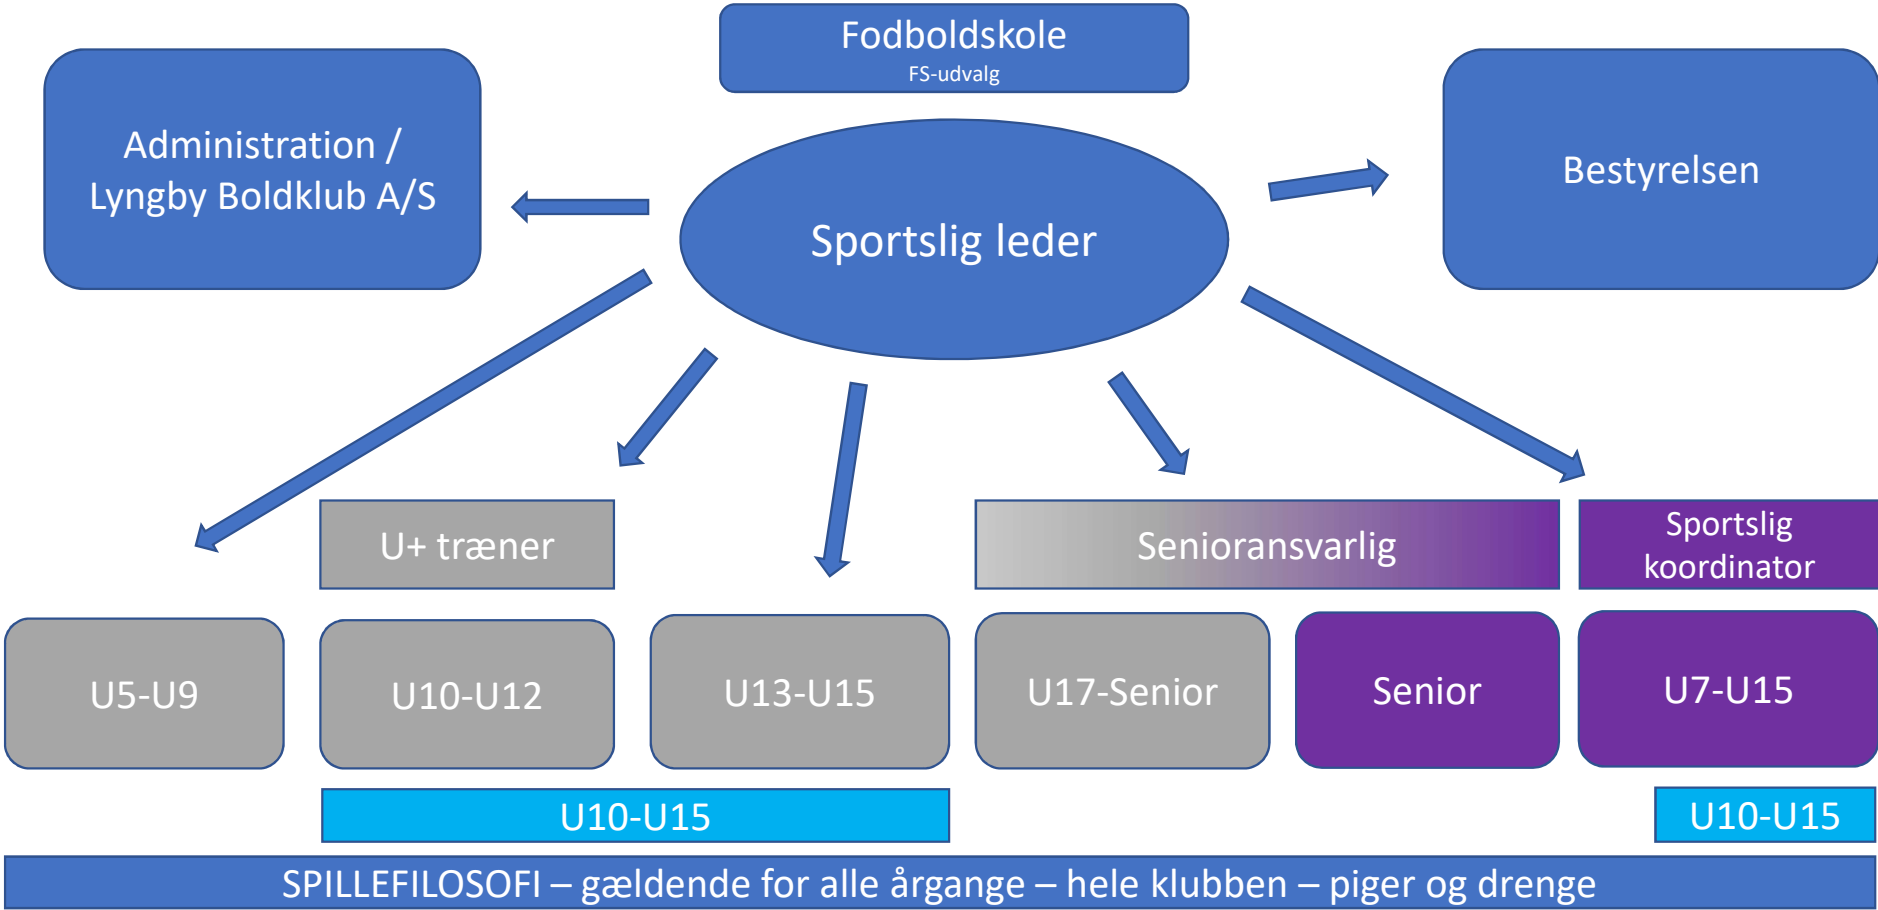 Fodboldskole
FS-udvalg
Administration /
Lyngby Boldklub A/S
Bestyrelsen
Sportslig leder
U+ træner
Senioransvarlig
Sportslig
koordinator
U5-U9
U10-U12
U13-U15
U17-Senior
Senior
U7-U15
U10-U15
U10-U15
SPILLEFILOSOFI – gældende for alle årgange – hele klubben – piger og drenge